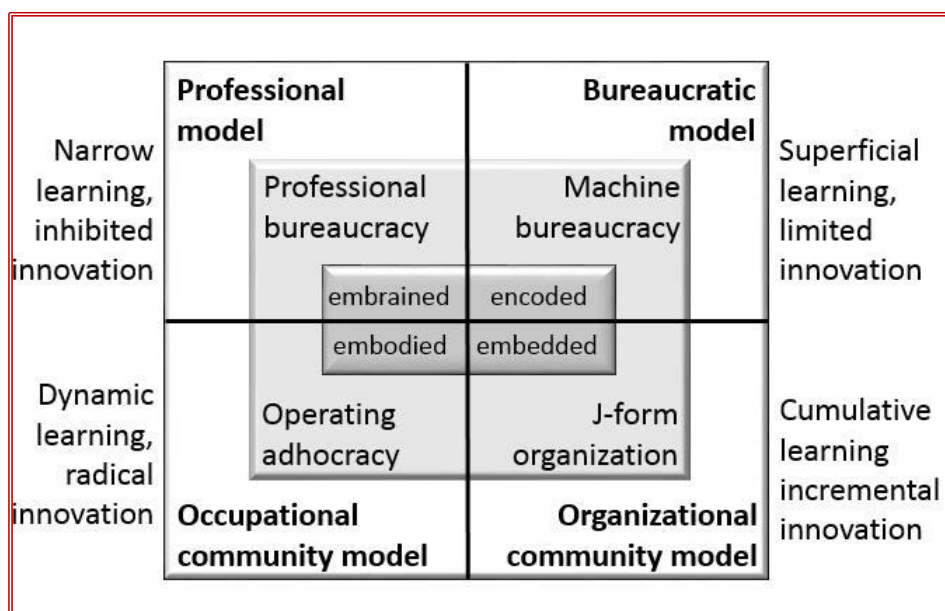 Professional
model
Bureaucratic
model
Narrow
learning,
inhibited
innovation
Superficial
learning,
limited
innovation
Professional
bureaucracy
Machine
bureaucracy
embrained
encoded
embodied
embedded
Operating
adhocracy
J-form
organization
Dynamic
learning,
radical
innovation
Cumulative
learning
incremental
innovation
Occupational
community model
Organizational
community model